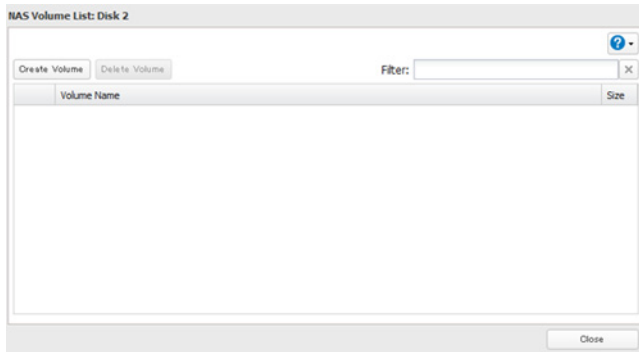 NAS Volume List: Disk 2
?
Create Volume Delete Volume Filter:
Volume Name Size
Close